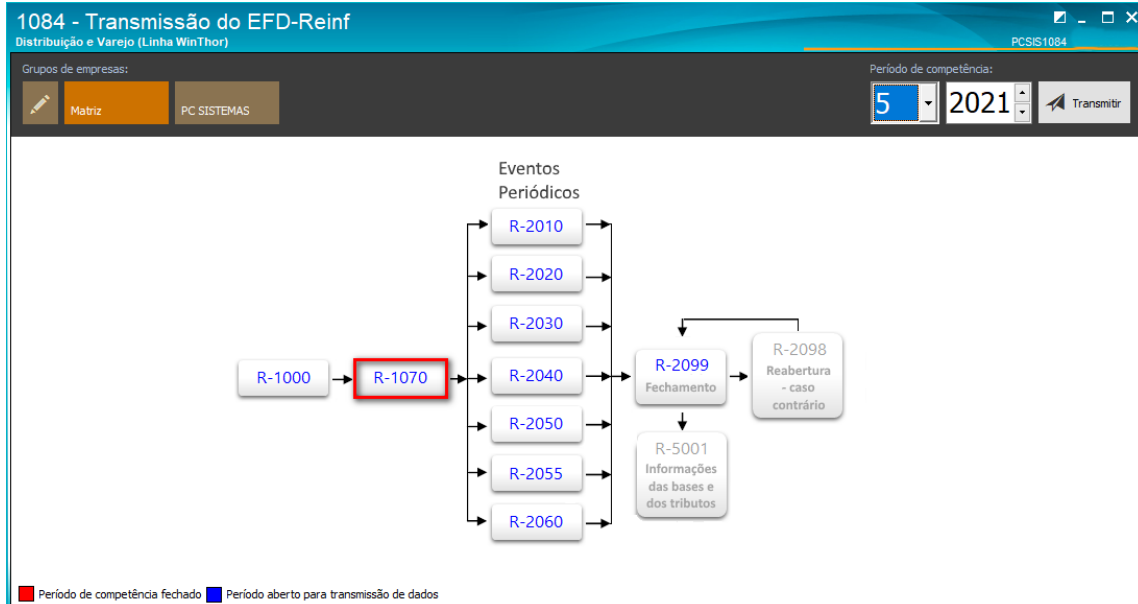 1084 - Transmissão do EFD-Reinf
Distribuição e Varejo (Linha WinThor)
PCSIS1084
Grupos de empresas:
Período de competência:
Matriz
PC SISTEMAS
5
2021
Transmitir
Eventos
Periódicos
R-2010
R-2020
R-2030
R-1000
R-1070
R-2040
R-2050
R-2055
R-2060
R-2099
Fechamento
R-2098
Reabertura
- caso
contrário
R-5001
Informações
das bases e
dos tributos
Período de competência fechado
Período aberto para transmissão de dados